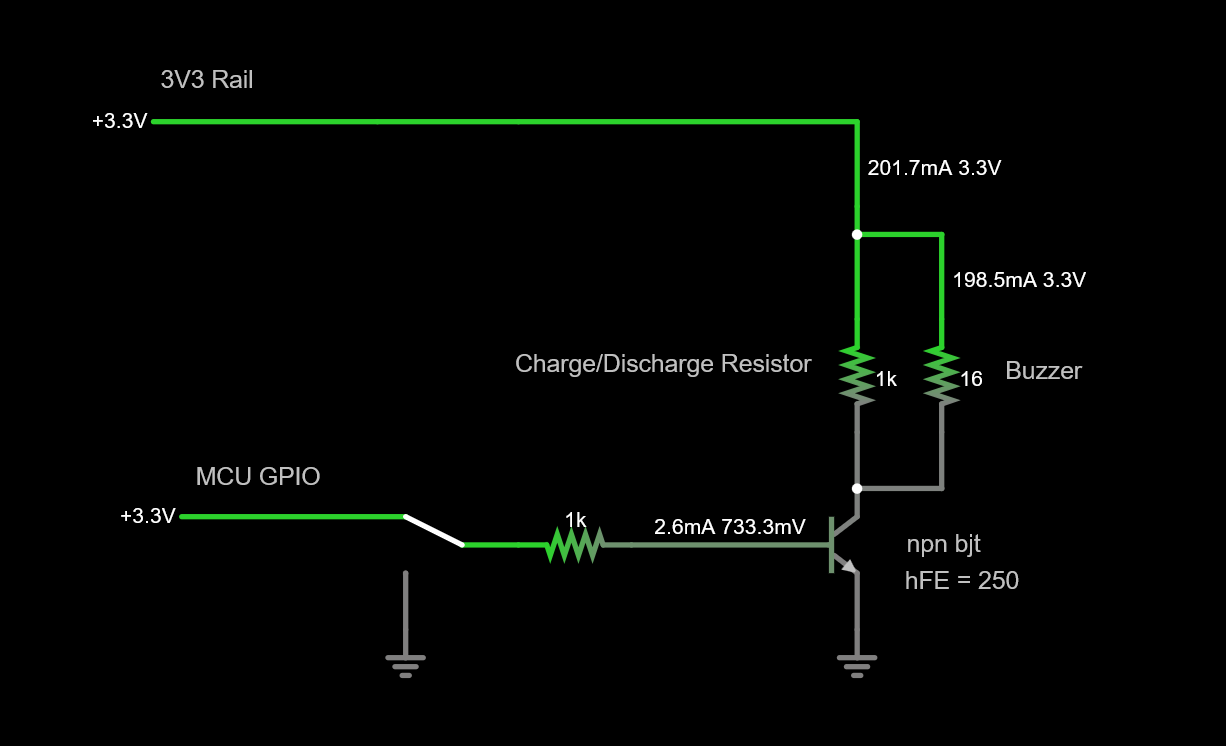 3V3 Rail
+3.3V
201.7mA 3.3V
198.5mA 3.3V
Charge/Discharge Resistor
1k
16
Buzzer
MCU GPIO
+3.3V
1k
2.6mA 733.3mV
npn bjt
hFE = 250